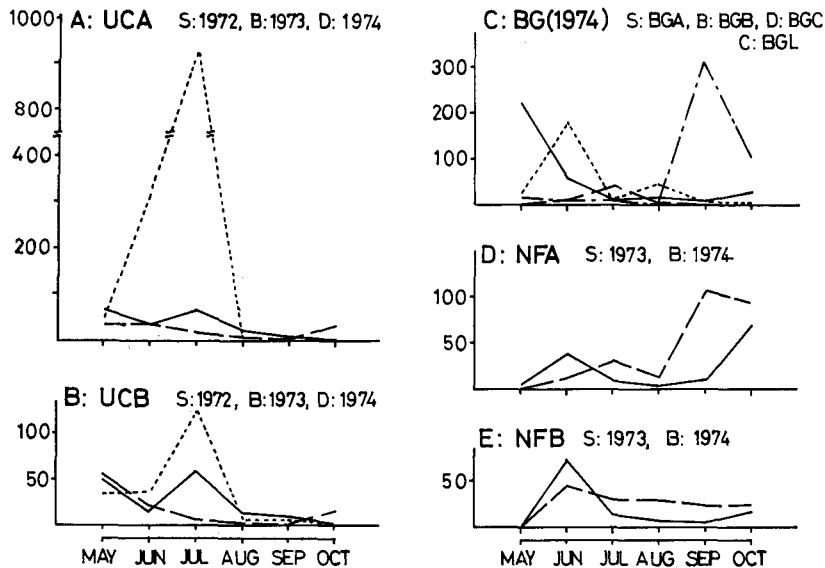 A: UCA S:1972, B:1973, D:1974
1000
800
400
200
B: UCB S:1972, B:1973, D:1974
100
50
MAY JUN JUL AUG SEP OCT
C: BG(1974) S: BGA, B: BGB, D: BGC
C: BGL
300
200
100
D: NFA S:1973, B:1974
100
50
E: NFB S:1973, B:1974
50
MAY JUN JUL AUG SEP OCT